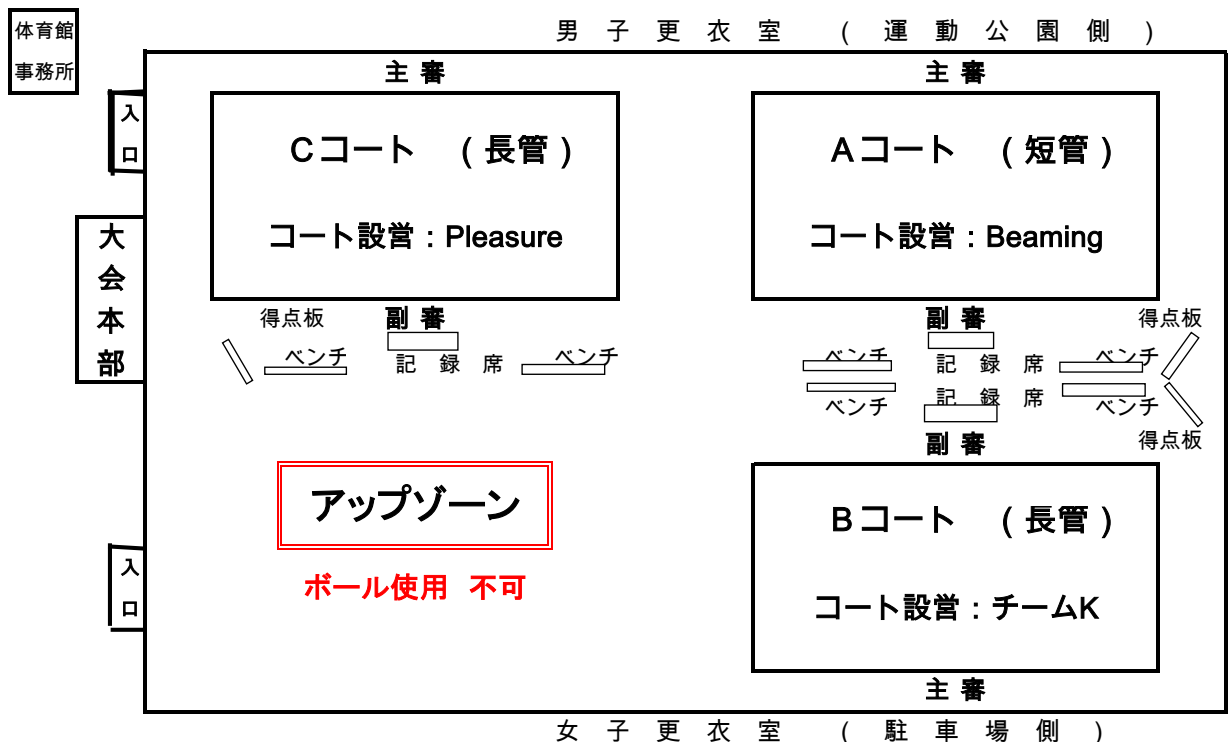 男子更衣室 (運動公園側)
体育館
事務所
主審
主審
入口
Cコート (長管)
コート設営:Pleasure
Aコート (短管)
コート設営:Beaming
大会本部
得点板
副審
ベンチ
記録席
ベンチ
副審
得点板
ベンチ
記録席
ベンチ
ベンチ
記録席
ベンチ
副審
得点板
アップゾーン
ボール使用 不可
入口
Bコート (長管)
コート設営:チームK
主審
女子更衣室 (駐車場側)